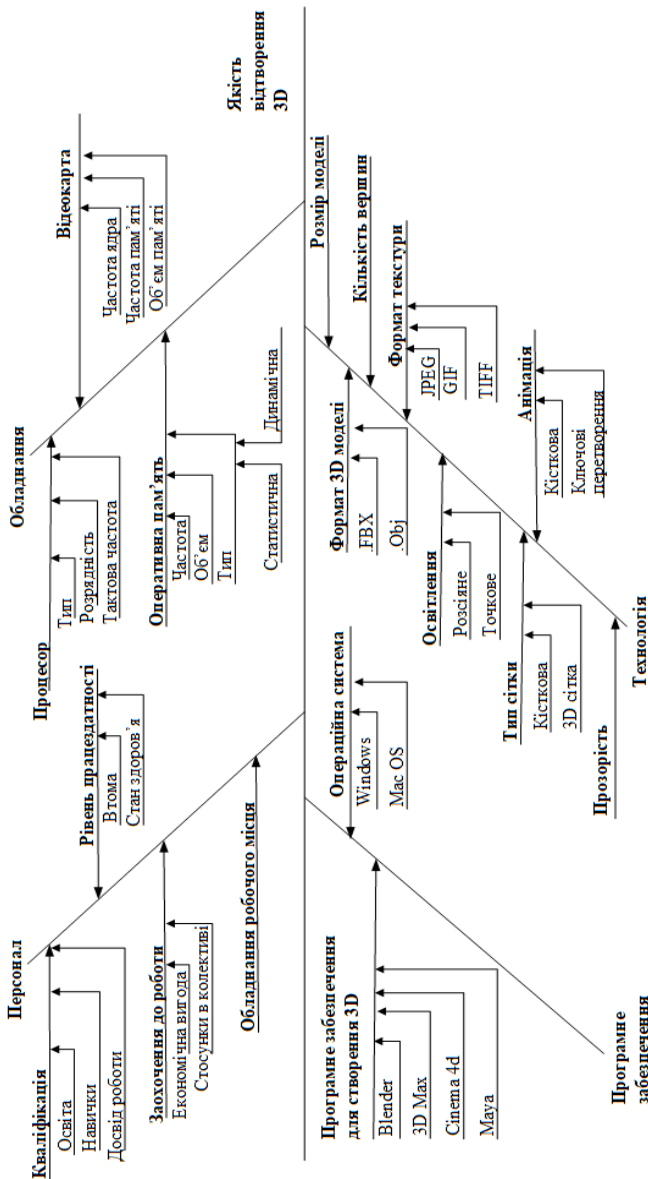 Персонал
Кваліфікація
Освіта
Навички
Досвід роботи
Рівень працездатності
Втома
Стан здоров’я
Заохочення до роботи
Економічна вигода
Стосунки в колективі
Обладнання робочого місця
Обладнання
Процесор
Тип
Розрядність
Тактова частота
Відеокарта
Частота ядра
Частота пам’яті
Об’єм пам’яті
Оперативна пам’ять
Частота
Об’єм
Тип
Статистична
Динамічна
Якість
відтворення
3D
Програмне забезпечення
для створення 3D
Blender
3D Max
Cinema 4d
Maya
Операційна система
Windows
Mac OS
Програмне
забезпечення
Розмір моделі
Кількість вершин
Формат 3D моделі
FBX
Obj
Формат текстури
JPEG
GIF
TIFF
Освітлення
Розсіяне
Точкове
Анімація
Кісткова
Ключові
перетворення
Тип сітки
Кісткова
3D сітка
Прозорість
Технологія